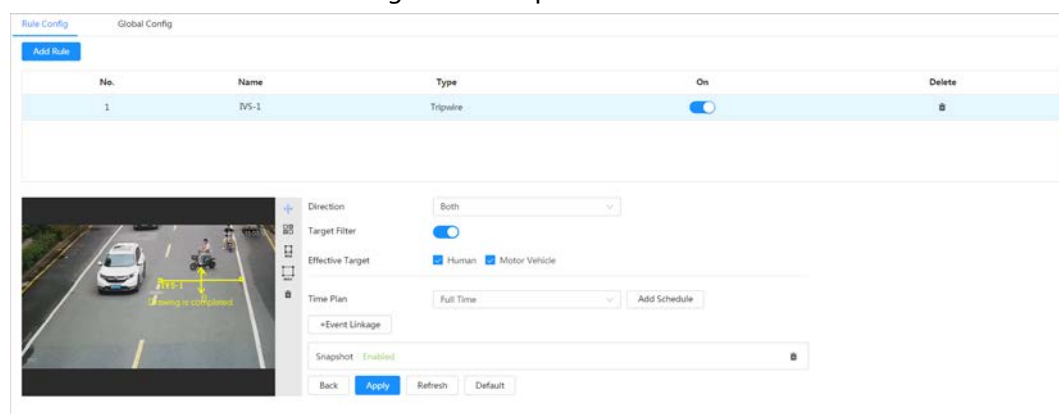 Rule Config Global Config
Add Rule
No. Name Type On Delete
1 IVS-1 Tripwire
Direction Both
Target Filter
Effective Target Human Motor Vehicle
IVS-1
Drawing is completed.
Time Plan Full Time Add Schedule
+Event Linkage
Snapshot Enabled
Back Apply Refresh Default